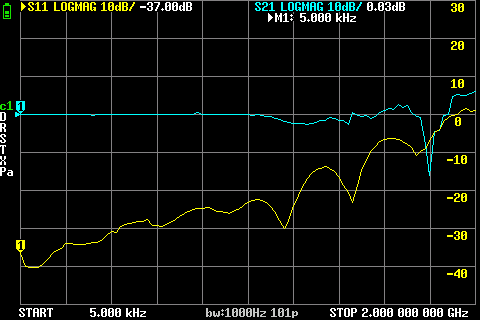 S11 LOGMAG 10dB/ -37.00dB S21 LOGMAG 10dB/ 0.03dB
M1: 5.000 kHz
30
20
10
c1
1
D
0
R
S
T
-10
x
Pa
-20
-30
1
-40
START 5.000 kHz bw:1000Hz 101p STOP 2.000 000 000 GHz